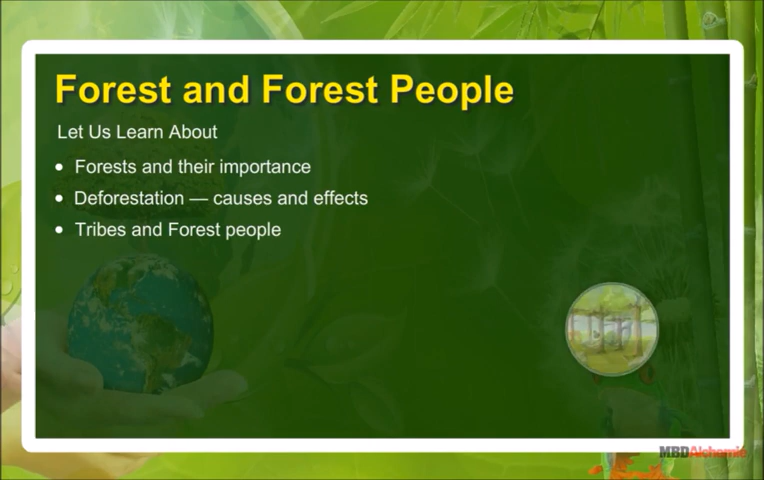 Forest and Forest People
Let Us Learn About
• Forests and their importance
• Deforestation — causes and effects
• Tribes and Forest people
MBDAlchemie